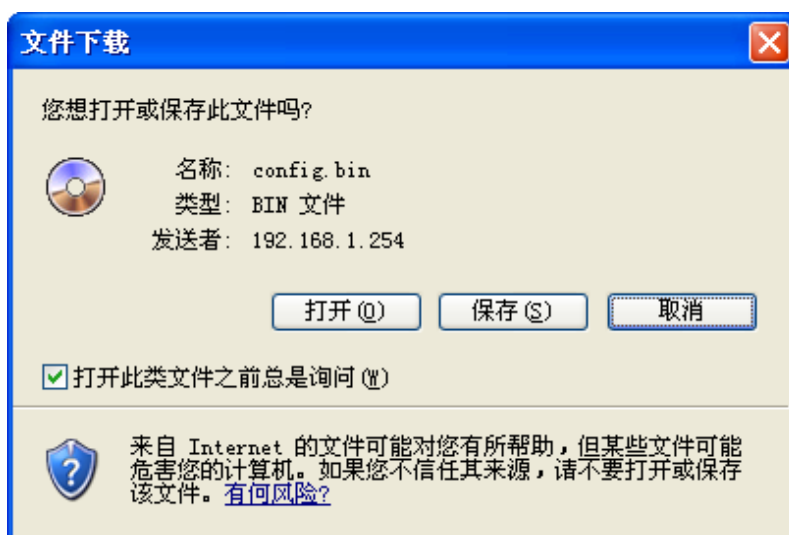 文件下载
您想打开或保存此文件吗?
名称: config.bin
类型: BIN 文件
发送者: 192.168.1.254
打开(O) 保存(S) 取消
打开此类文件之前总是询问(W)
来自 Internet 的文件可能对您有所帮助，但某些文件可能
危害您的计算机。如果您不信任其来源，请不要打开或保存
该文件。有何风险?